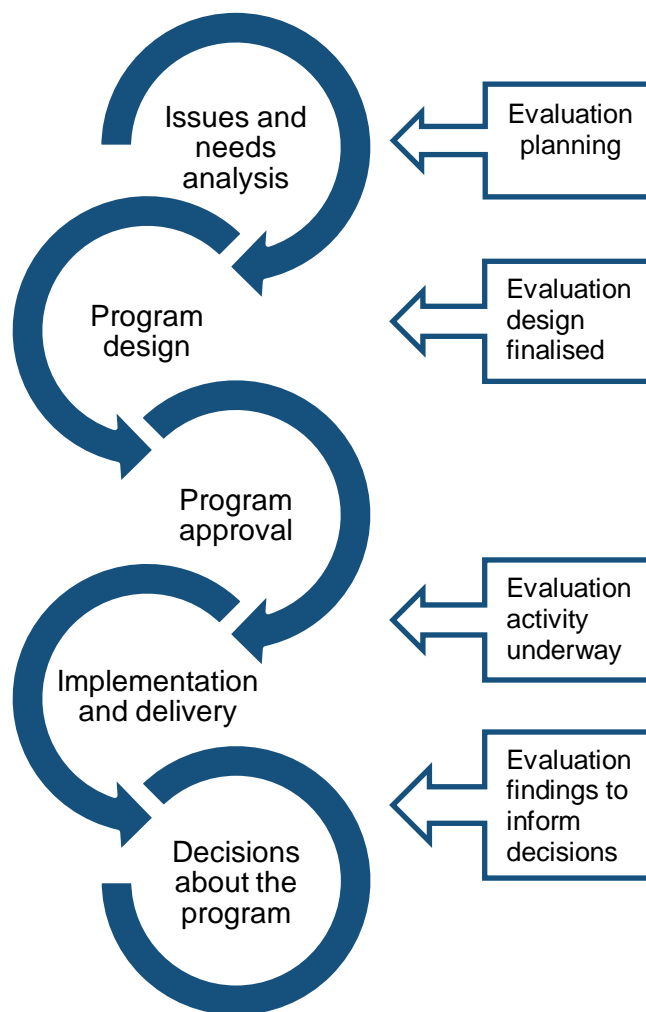 Issues and
needs
analysis
Evaluation
planning
Program
design
Evaluation
design
finalised
Program
approval
Implementation
and delivery
Evaluation
activity
underway
Decisions
about the
program
Evaluation
findings to
inform
decisions